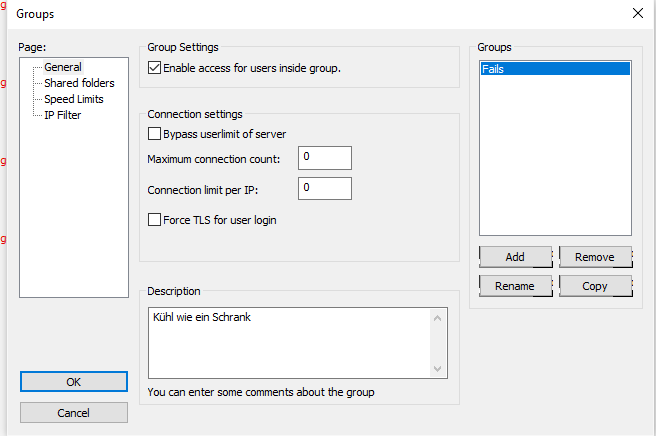 Groups
Page:
General
Shared folders
Speed Limits
IP Filter
OK
Cancel
Group Settings
Enable access for users inside group.
Connection settings
Bypass userlimit of server
Maximum connection count: 0
Connection limit per IP: 0
Force TLS for user login
Description
Kühl wie ein Schrank
You can enter some comments about the group
Groups
Fails
Add Remove
Rename Copy